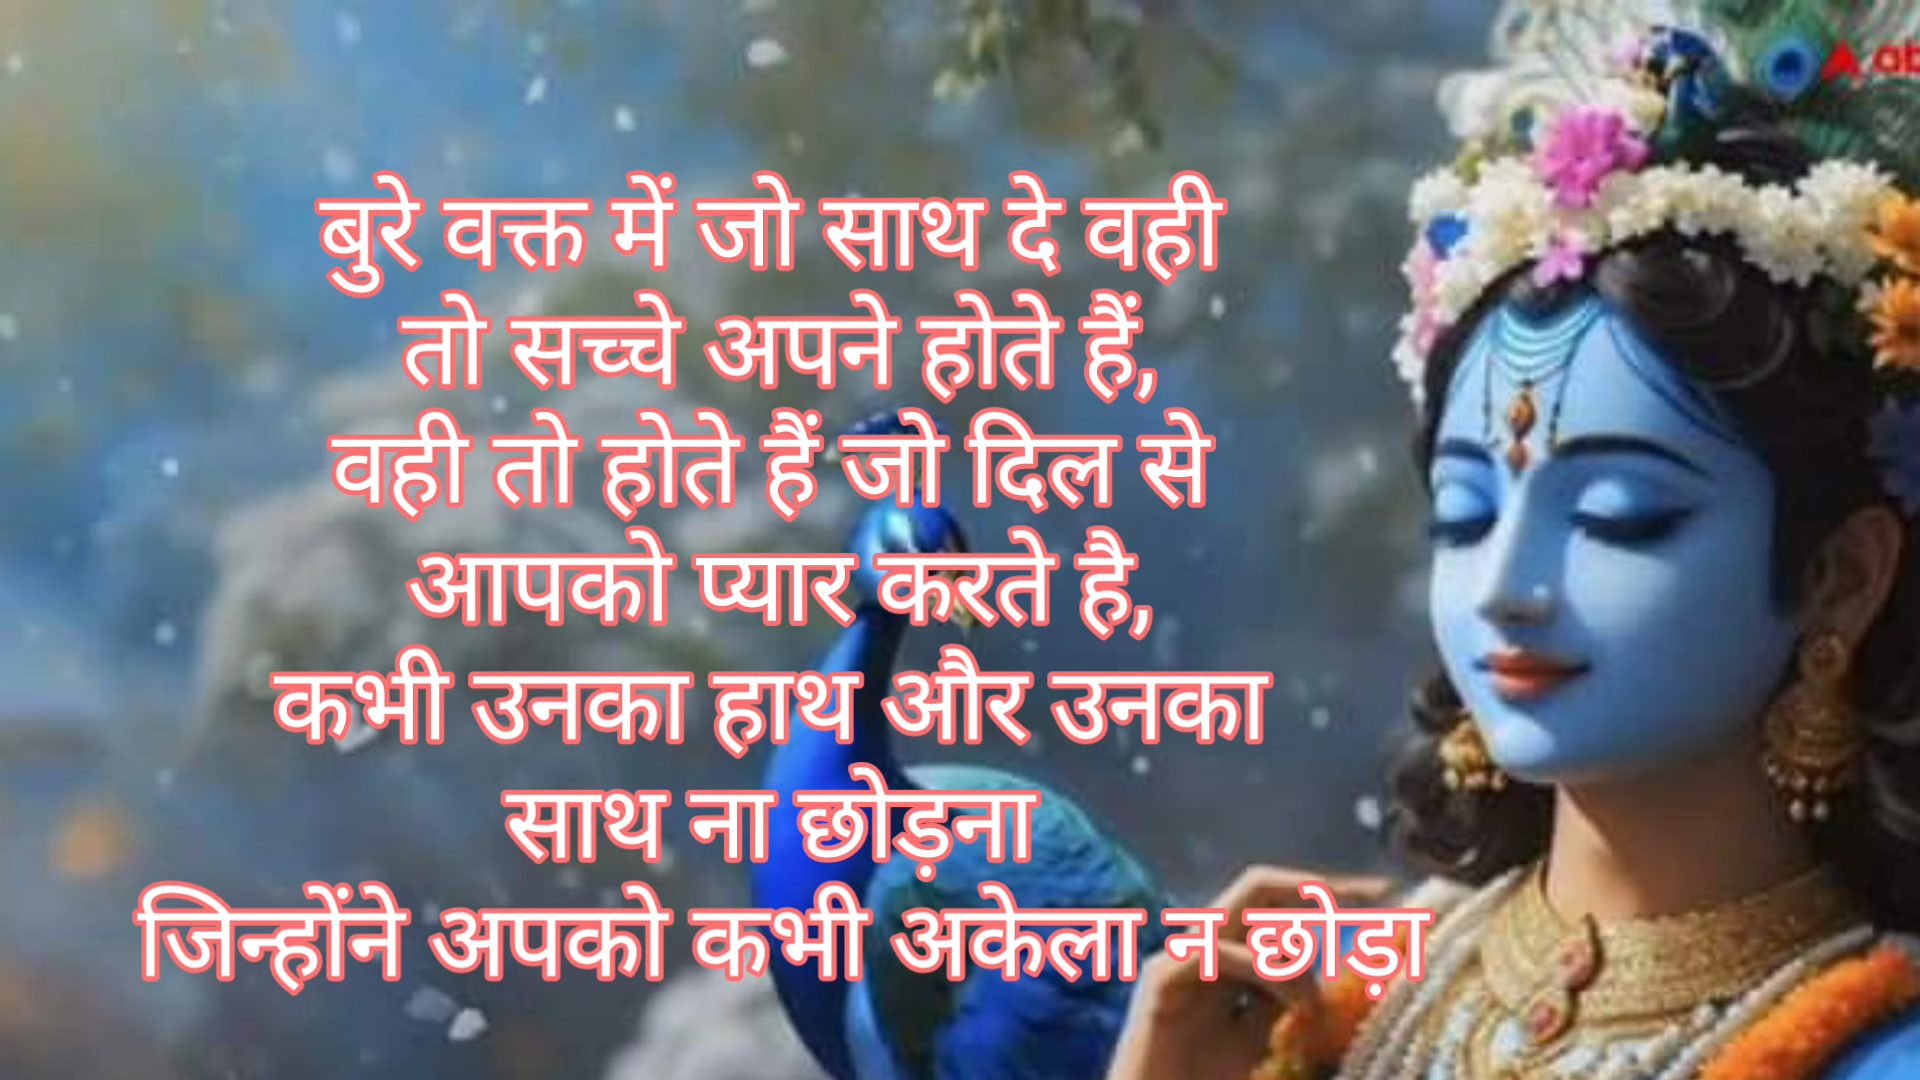 बुरे वक्त में जो साथ दे वही
तो सच्चे अपने होते हैं,
वही तो होते हैं जो दिल से
आपको प्यार करते है,
कभी उनका हाथ और उनका
साथ ना छोड़ना
जिन्होंने अपको कभी अकेला न छोड़ा